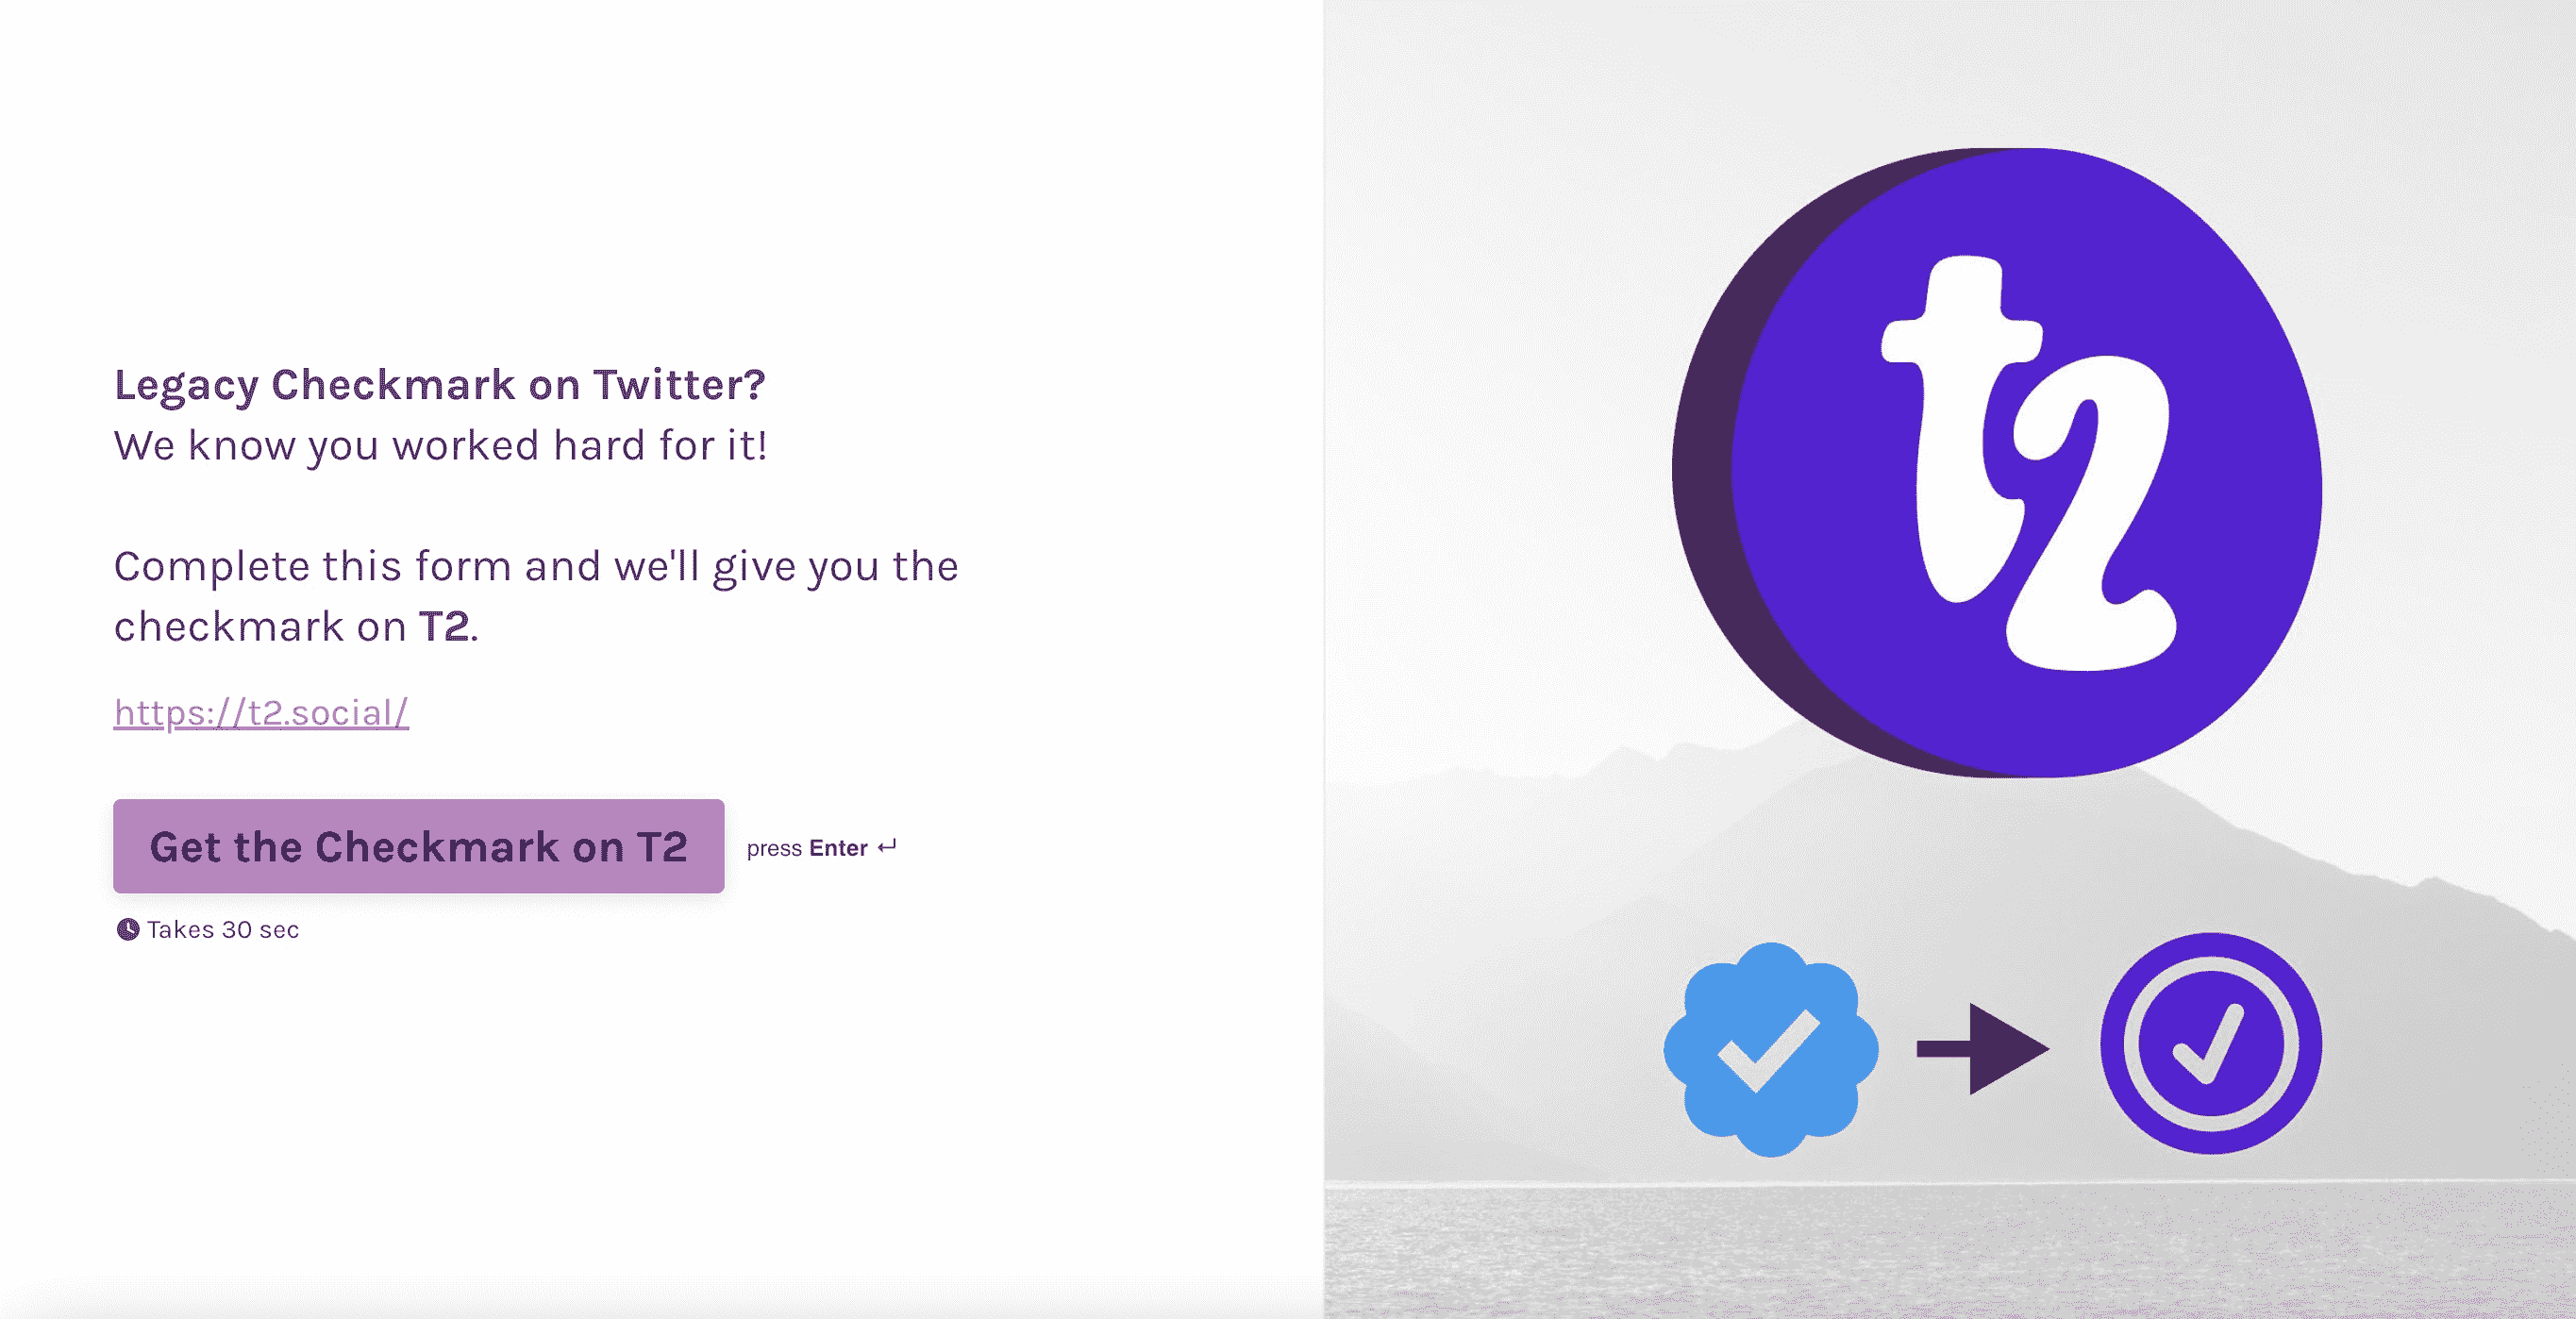 Legacy Checkmark on Twitter?
We know you worked hard for it!
Complete this form and we'll give you the
checkmark on T2.
https://t2.social/
Get the Checkmark on T2
press Enter ↵
Takes 30 sec
t2